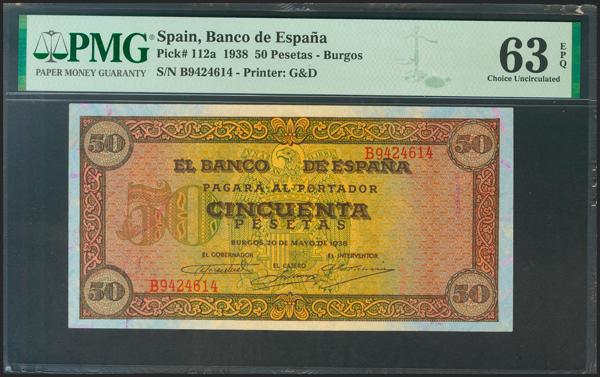 PMG
PAPER MONEY GUARANTY
Spain, Banco de España
Pick# 112a 1938 50 Pesetas - Burgos
S/N B9424614 - Printer: G&D
63 EPQ
Choice Uncirculated
50 50
B9424614
EL BANCO DE ESPAÑA
PAGARÁ AL PORTADOR
50
CINCUENTA
PESETAS
BURGOS, 20 DE MAYO DE 1938
EL GOBERNADOR EL CAJERO EL INTERVENTOR
B9424614
50 50